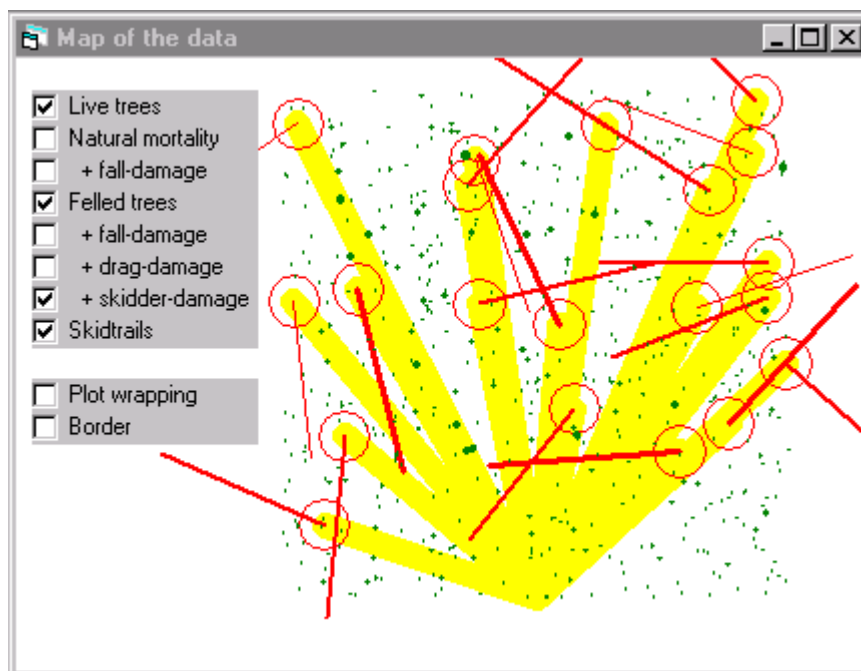 Map of the data
Live trees
Natural mortality
+ fall-damage
Felled trees
+ fall-damage
+ drag-damage
+ skidder-damage
Skidtrails
Plot wrapping
Border